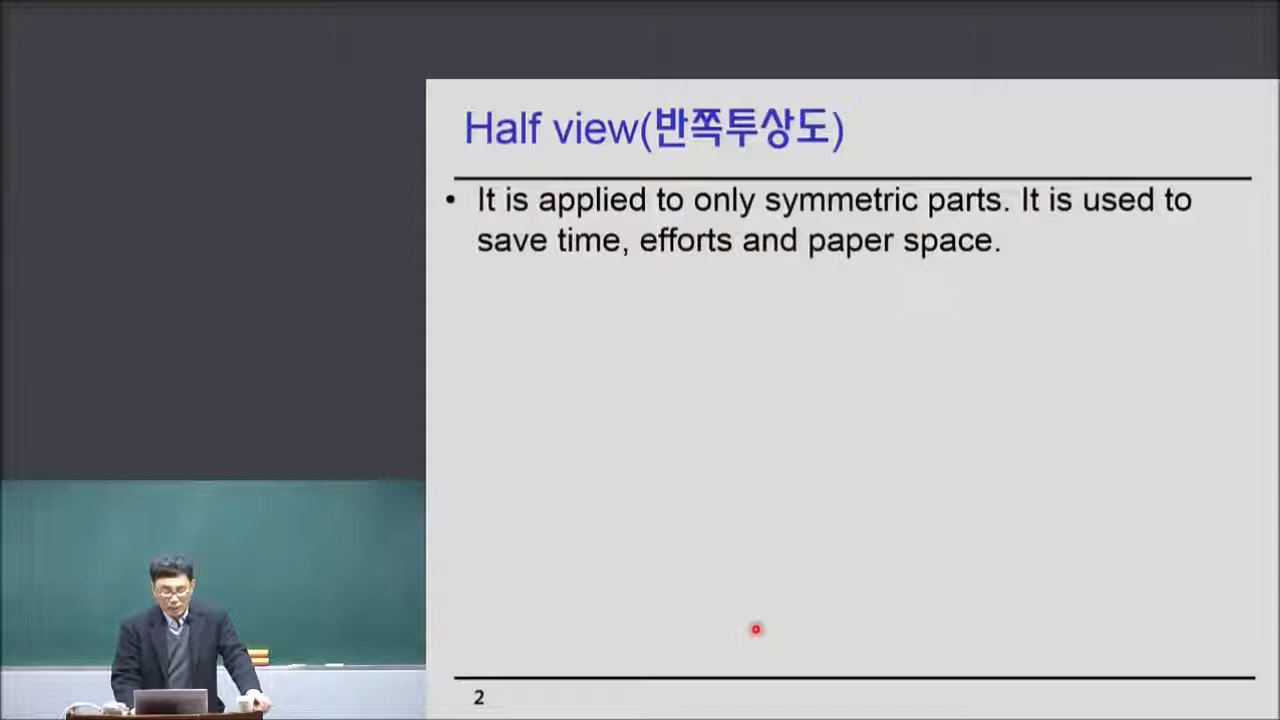 Half view(반쪽투상도)
• It is applied to only symmetric parts. It is used to
save time, efforts and paper space.
2